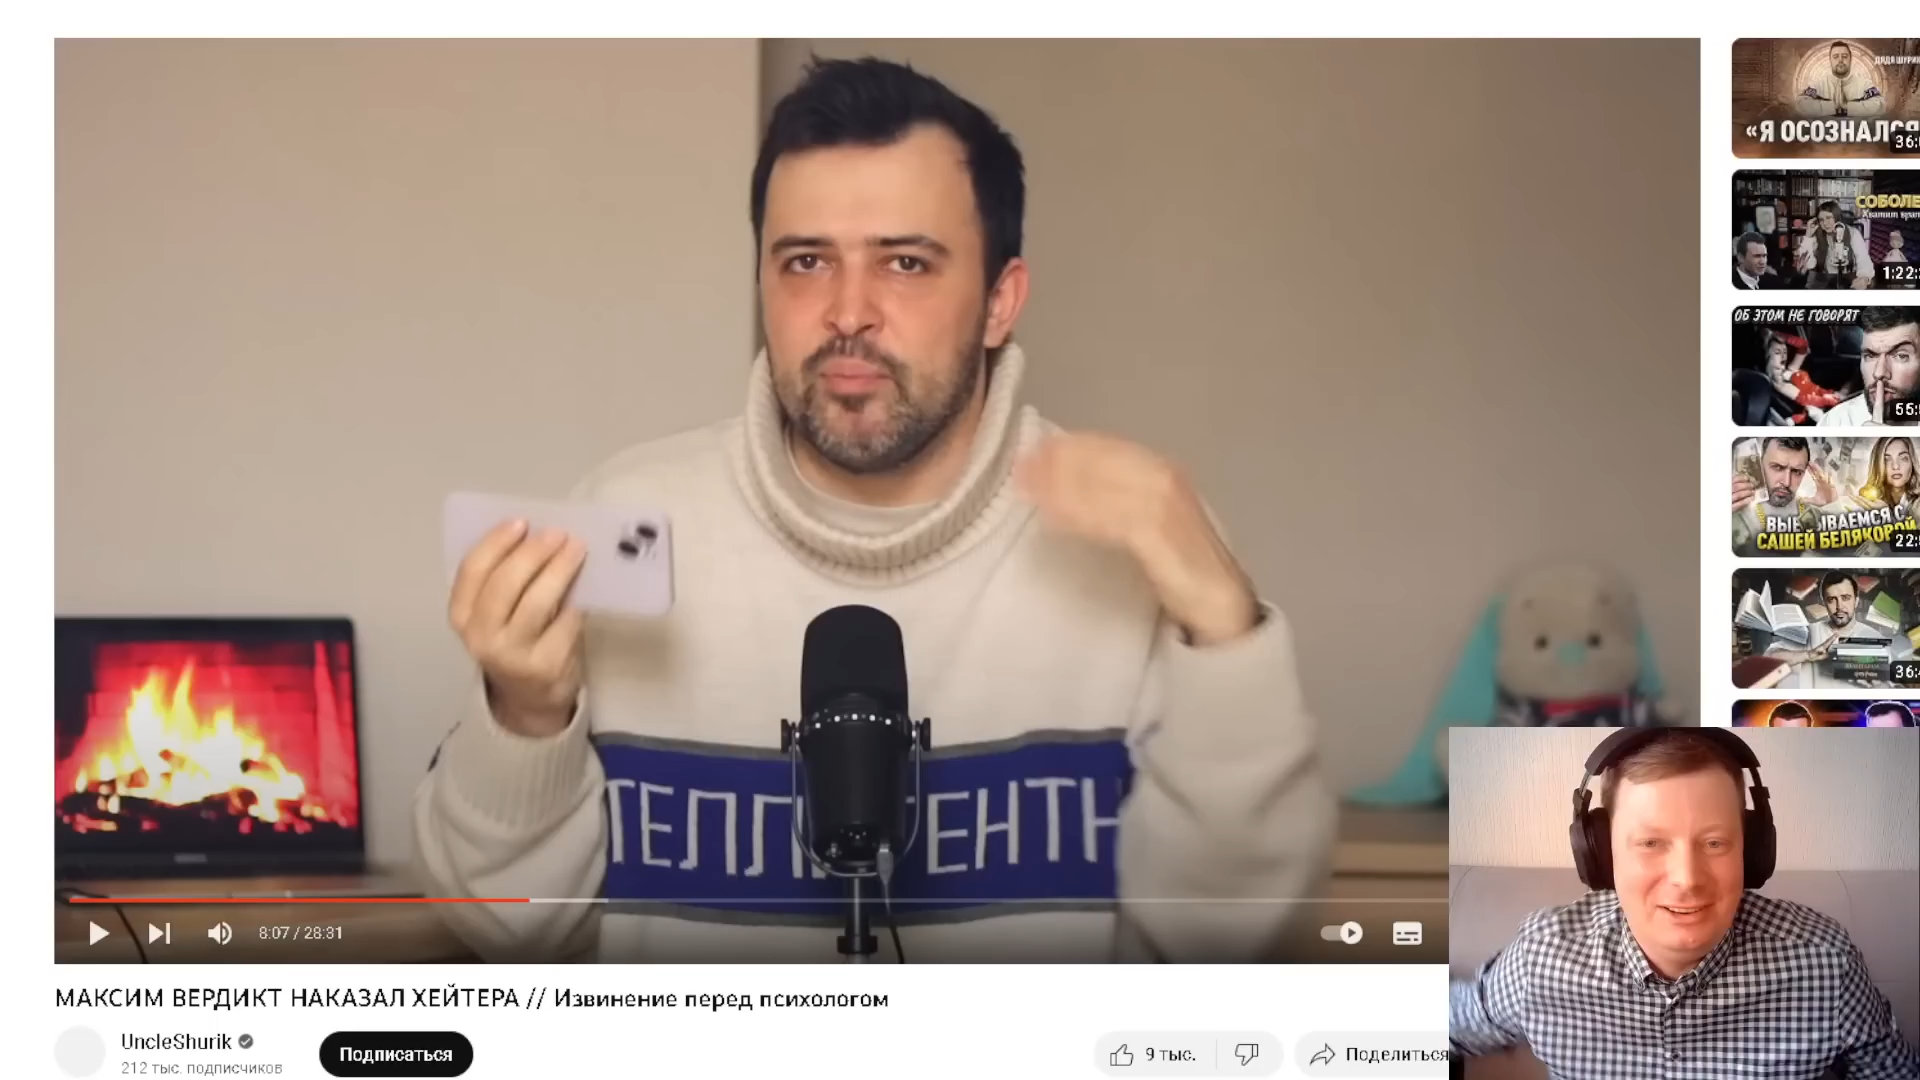 ТЕЛЛ ЕНТН
8:07 / 28:31
МАКСИМ ВЕРДИКТ НАКАЗАЛ ХЕЙТЕРА // Извинение перед психологом
UncleShurik
212 тыс. подписчиков
Подписаться
9 тыс.
Поделиться
«Я ОСОЗНАЛСЯ
36:
СОБОЛЕ
1:22:
ОБ ЭТОМ НЕ ГОВОРЯТ
55:
САШЕЙ БЕЛЯКОВОЙ
22:
36: